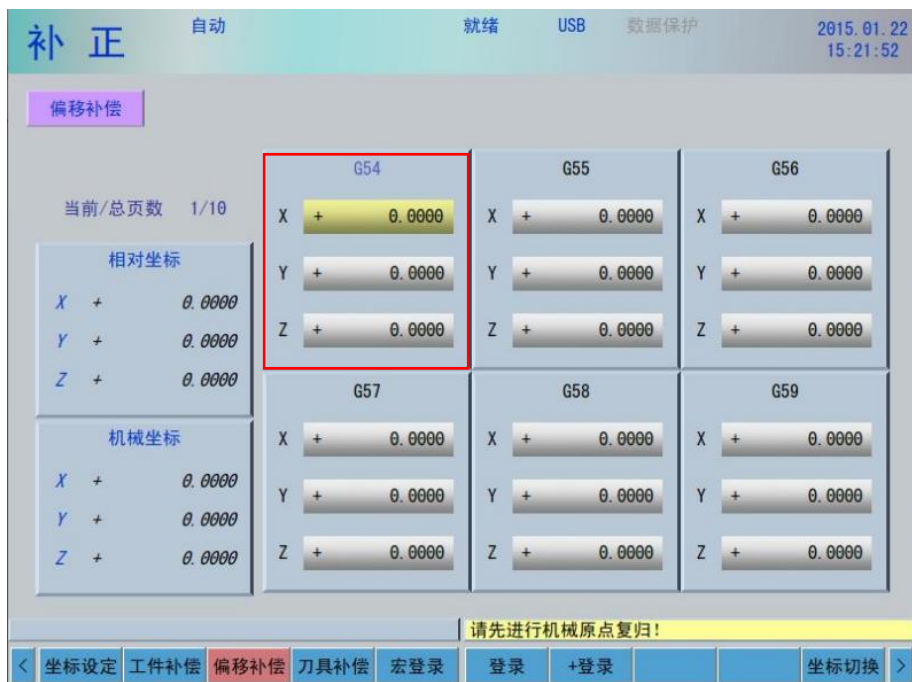 补 正 自动 就绪 USB 数据保护 2015.01.22
15:21:52
偏移补偿
当前/总页数 1/10
相对坐标
X + 0.0000
Y + 0.0000
Z + 0.0000
机械坐标
X + 0.0000
Y + 0.0000
Z + 0.0000
G54
X + 0.0000
Y + 0.0000
Z + 0.0000
G55
X + 0.0000
Y + 0.0000
Z + 0.0000
G56
X + 0.0000
Y + 0.0000
Z + 0.0000
G57
X + 0.0000
Y + 0.0000
Z + 0.0000
G58
X + 0.0000
Y + 0.0000
Z + 0.0000
G59
X + 0.0000
Y + 0.0000
Z + 0.0000
请先进行机械原点复归!
< 坐标设定 工件补偿 偏移补偿 刀具补偿 宏登录 登录 +登录 坐标切换 >